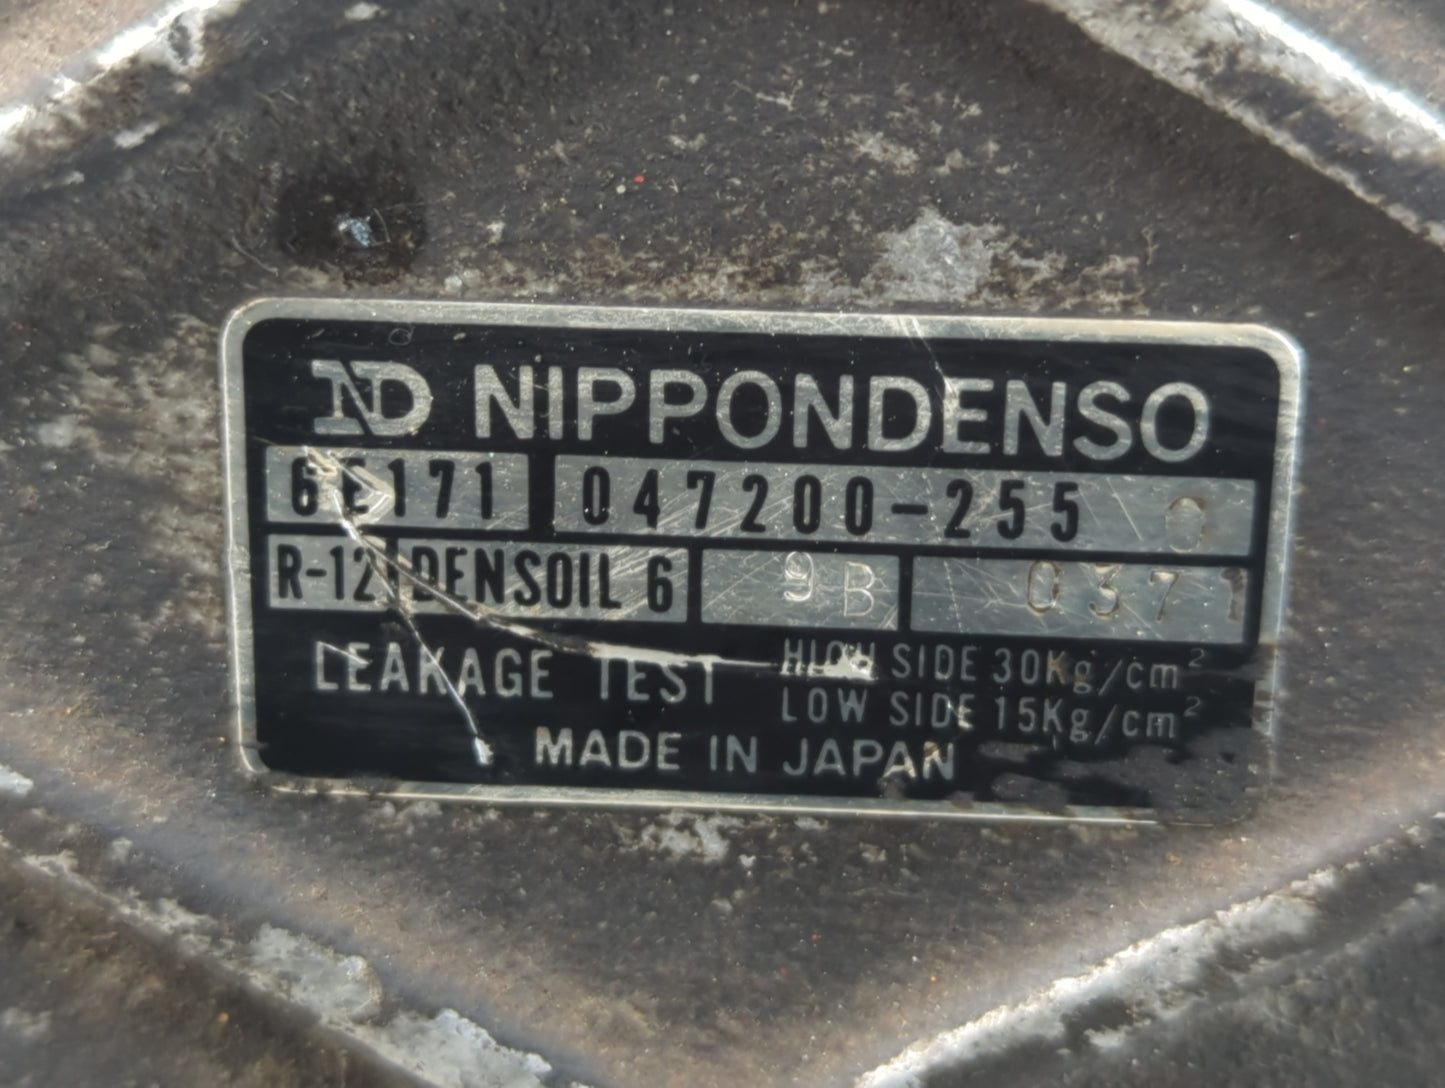 ND NIPPONDENSO
6E171 047200-255 0
R-12 DENSOIL 6 9B 0371
LEAKAGE TEST HIGH SIDE 30Kg/cm²
LOW SIDE 15Kg/cm²
MADE IN JAPAN